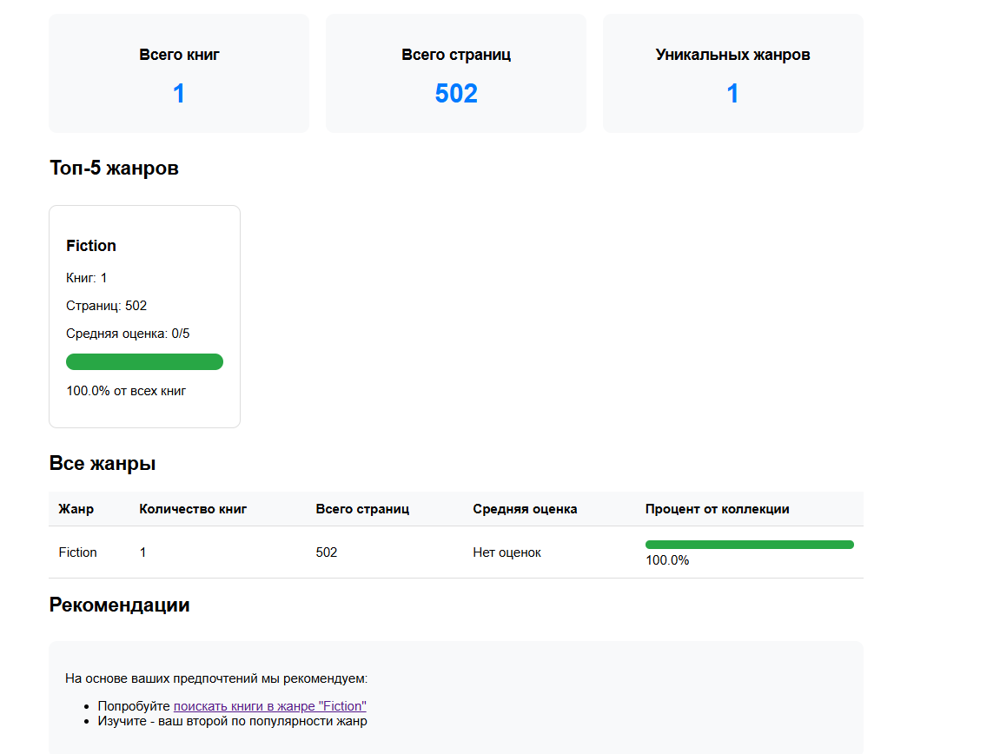 Всего книг
1
Всего страниц
502
Уникальных жанров
1
Топ-5 жанров
Fiction
Книг: 1
Страниц: 502
Средняя оценка: 0/5
100.0% от всех книг
Все жанры
Жанр Количество книг Всего страниц Средняя оценка Процент от коллекции
Fiction 1 502 Нет оценок 100.0%
Рекомендации
На основе ваших предпочтений мы рекомендуем:
• Попробуйте поискать книги в жанре "Fiction"
• Изучите - ваш второй по популярности жанр